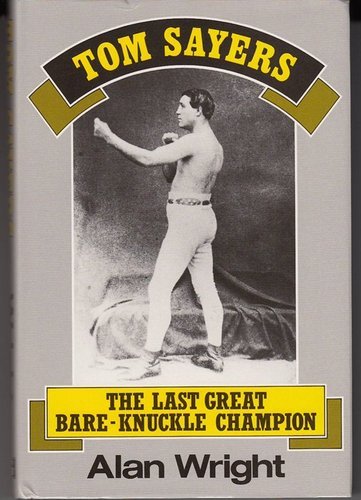 TOM SAYERS
THE LAST GREAT
BARE-KNUCKLE CHAMPION
Alan Wright